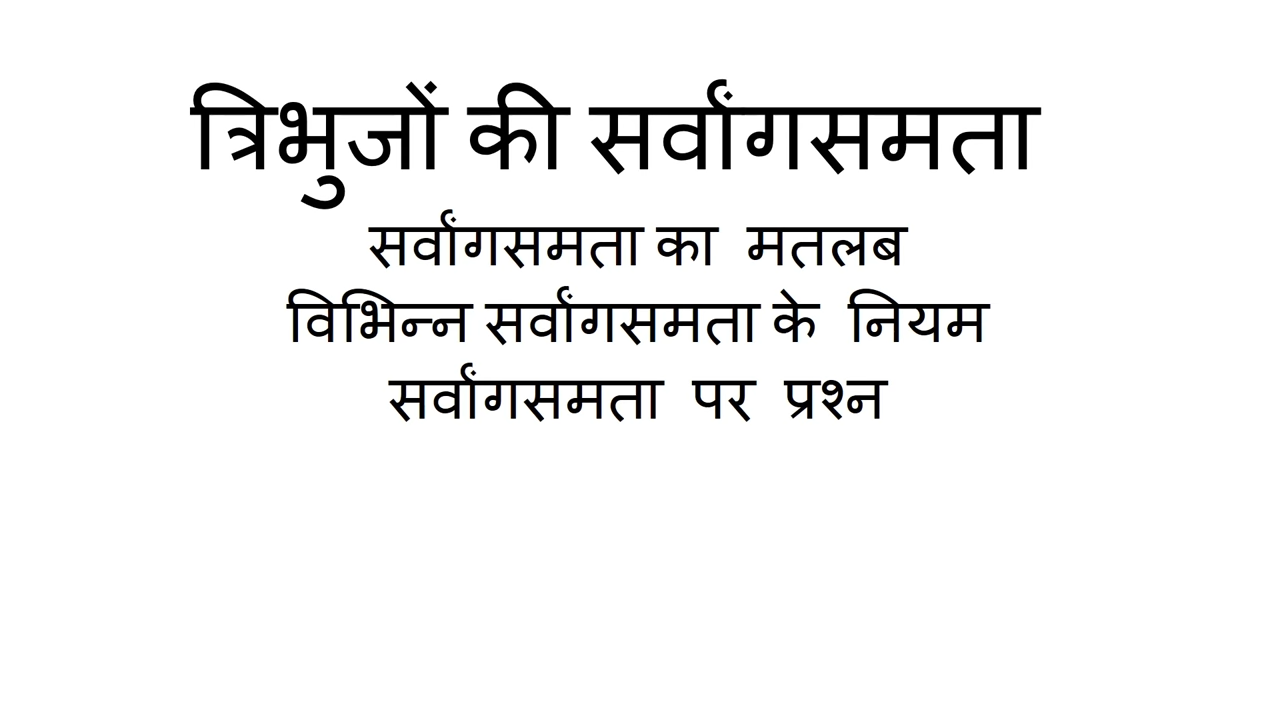 त्रिभुजों की सर्वांगसमता
सर्वांगसमता का मतलब
विभिन्न सर्वांगसमता के नियम
सर्वांगसमता पर प्रश्न